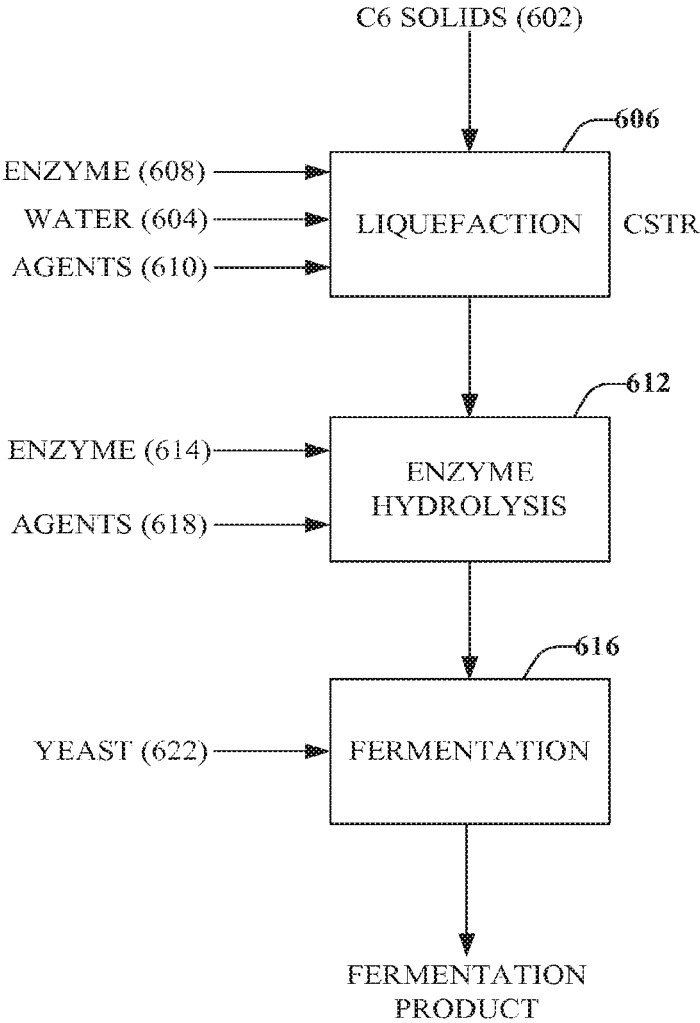 C6 SOLIDS (602)
606
ENZYME (608)
WATER (604)
LIQUEFACTION
CSTR
AGENTS (610)
612
ENZYME (614)
ENZYME
HYDROLYSIS
AGENTS (618)
616
YEAST (622)
FERMENTATION
FERMENTATION
PRODUCT